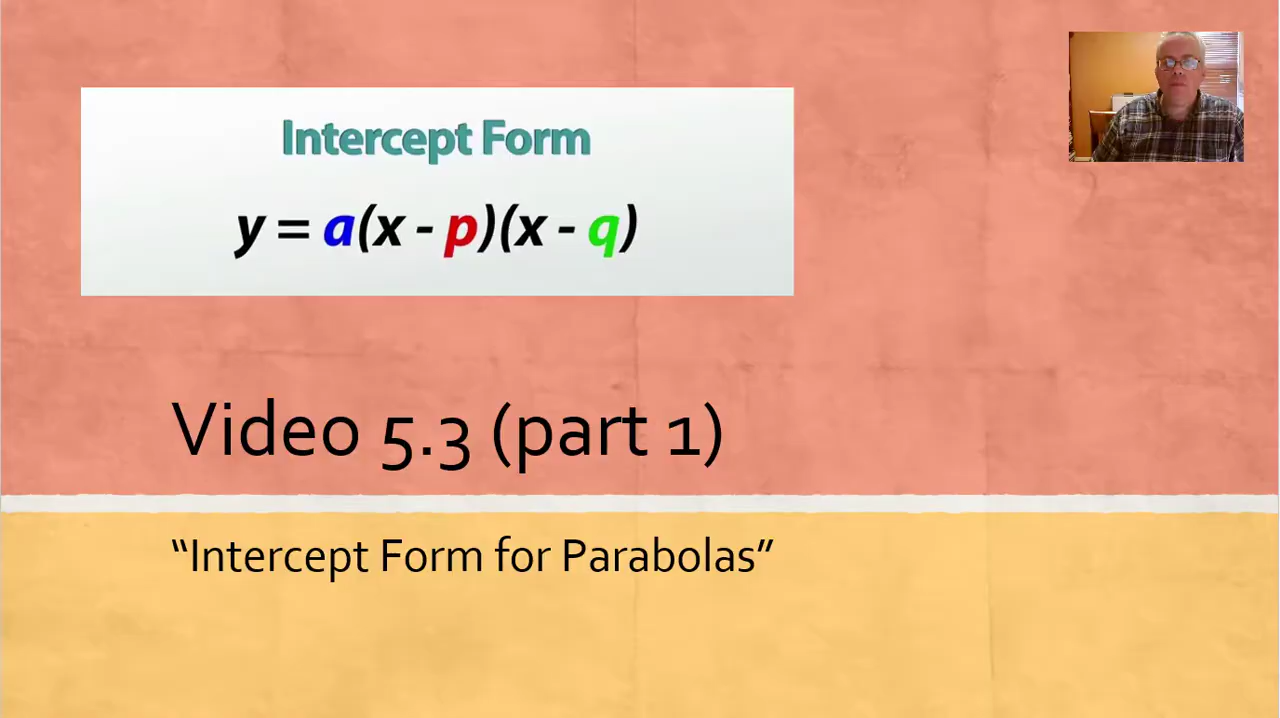 Intercept Form
y = a(x - p)(x - q)
Video 5.3 (part 1)
“Intercept Form for Parabolas”